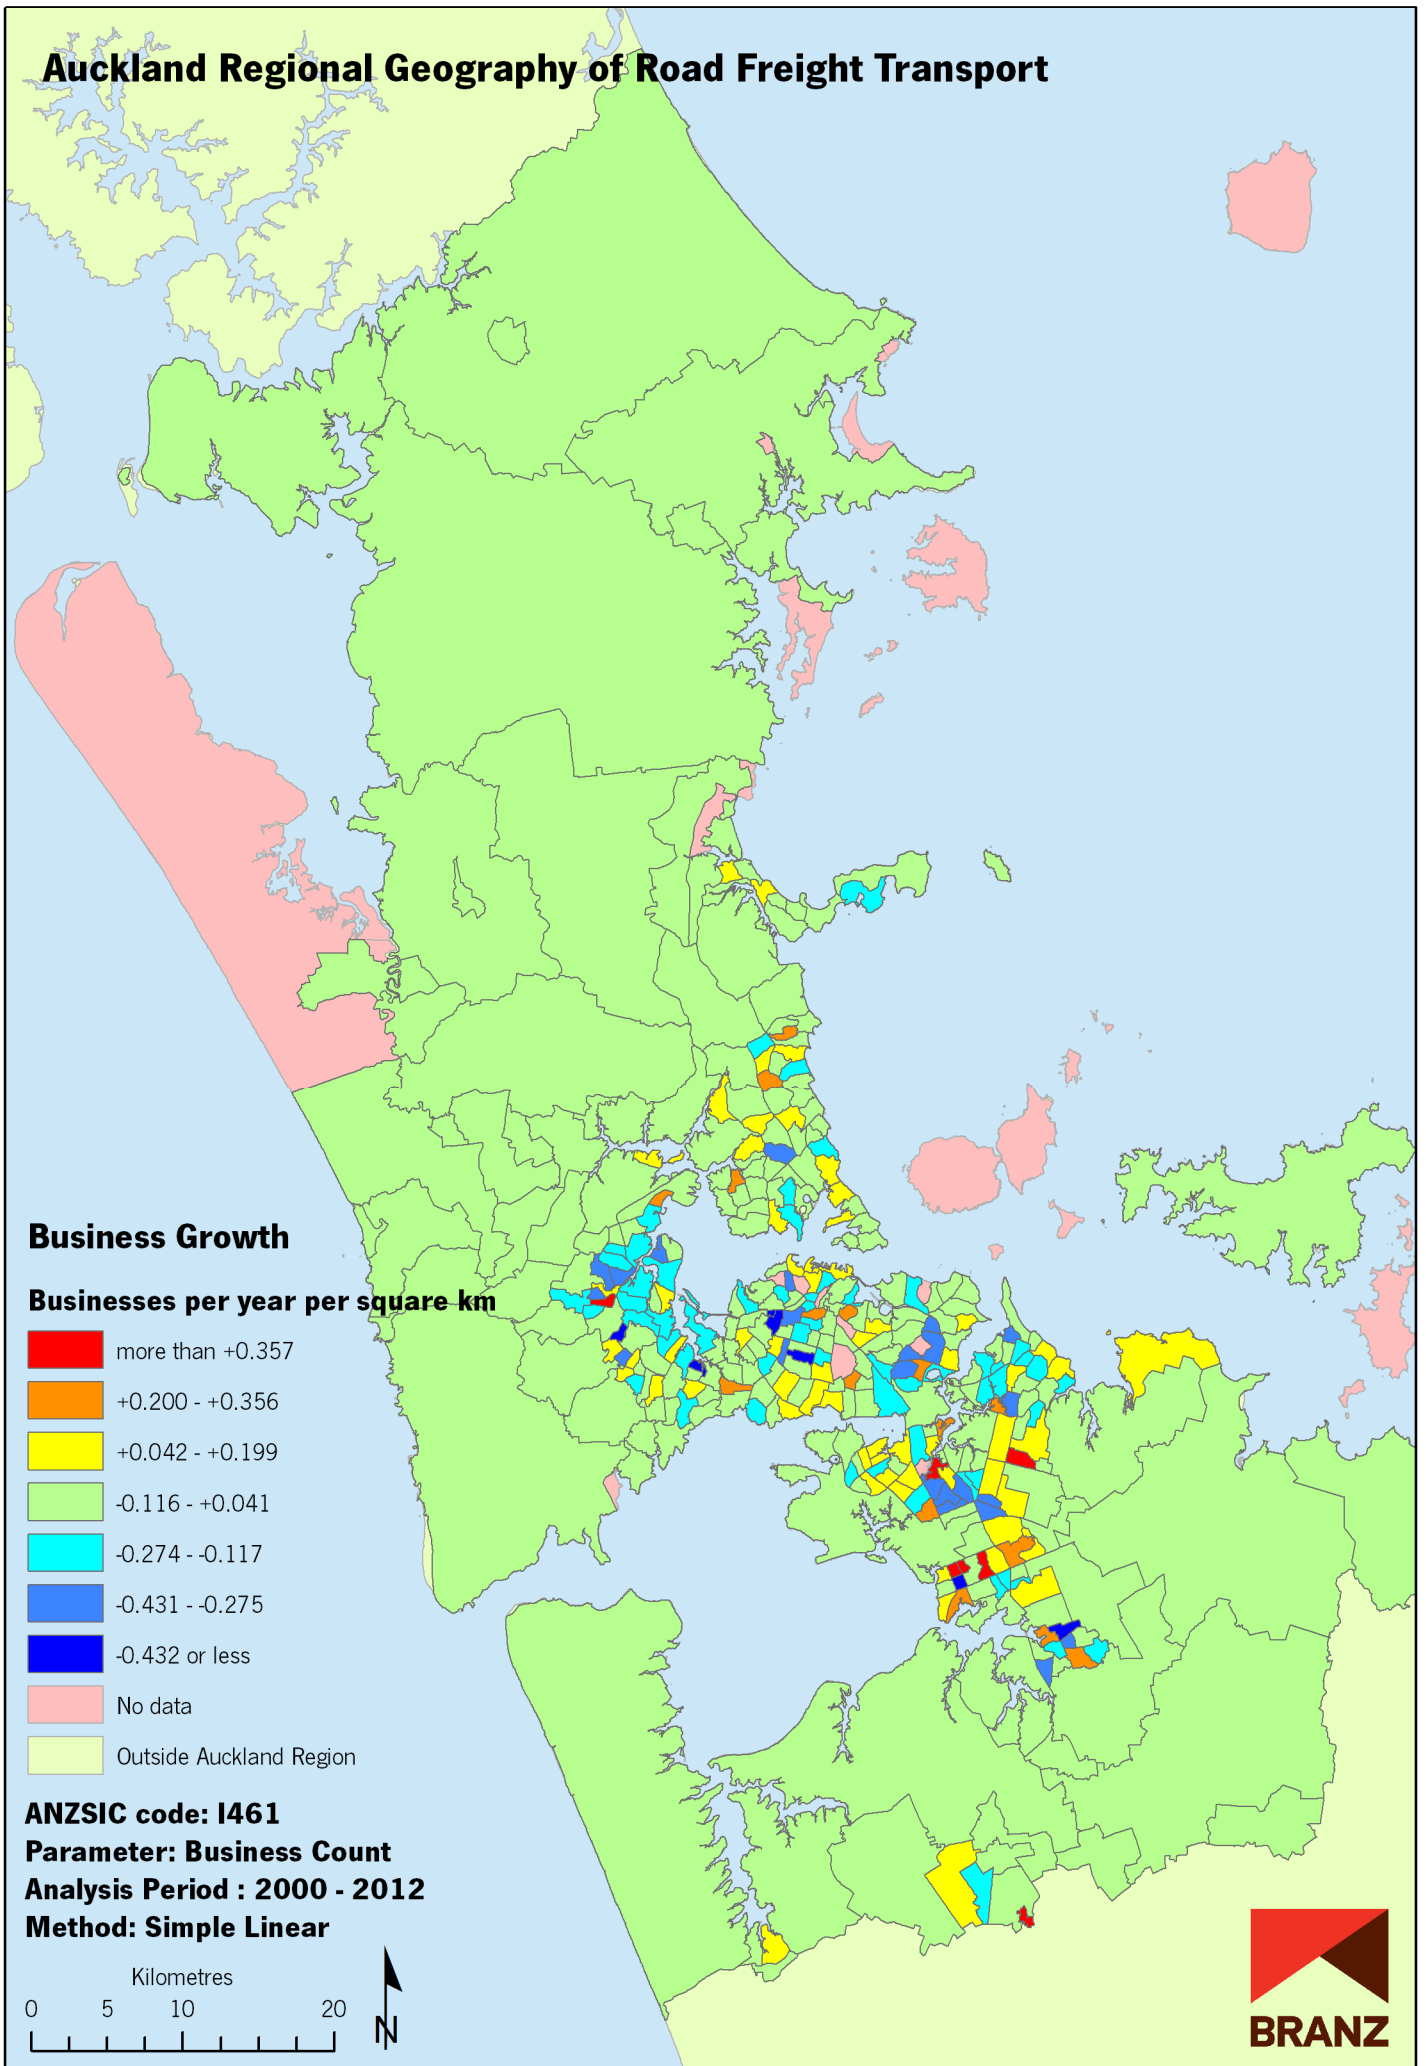 Auckland Regional Geography of Road Freight Transport
Business Growth
Businesses per year per square km
more than +0.357
+0.200 - +0.356
+0.042 - +0.199
-0.116 - +0.041
-0.274 - -0.117
-0.431 - -0.275
-0.432 or less
No data
Outside Auckland Region
ANZSIC code: I461
Parameter: Business Count
Analysis Period : 2000 - 2012
Method: Simple Linear
Kilometres
0 5 10 20
N
BRANZ